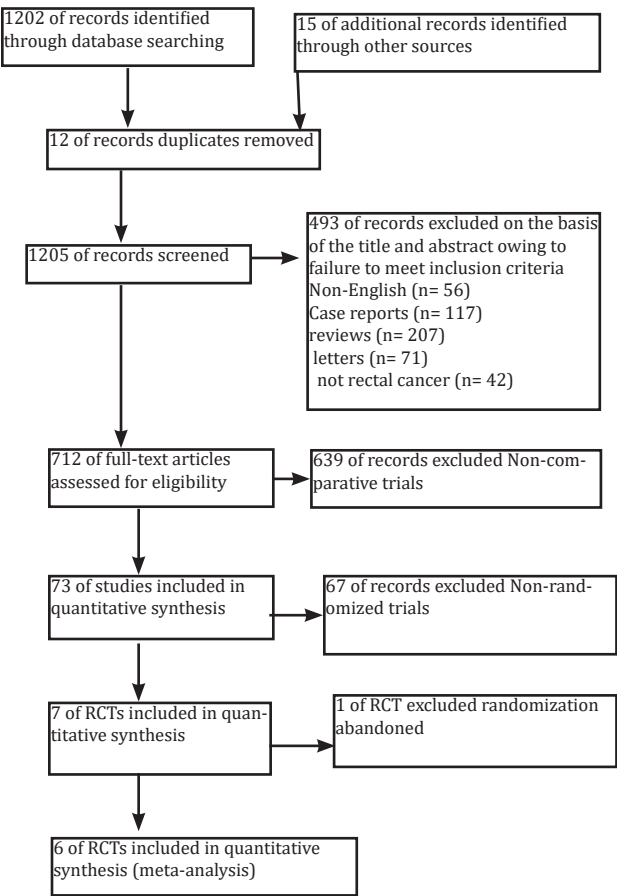 1202 of records identified
through database searching
15 of additional records identified
through other sources
12 of records duplicates removed
1205 of records screened
493 of records excluded on the basis
of the title and abstract owing to
failure to meet inclusion criteria
Non-English (n= 56)
Case reports (n= 117)
reviews (n= 207)
letters (n= 71)
not rectal cancer (n= 42)
712 of full-text articles
assessed for eligibility
639 of records excluded Non-com-
parative trials
73 of studies included in
quantitative synthesis
67 of records excluded Non-rand-
omized trials
7 of RCTs included in quan-
titative synthesis
1 of RCT excluded randomization
abandoned
6 of RCTs included in quantitative
synthesis (meta-analysis)